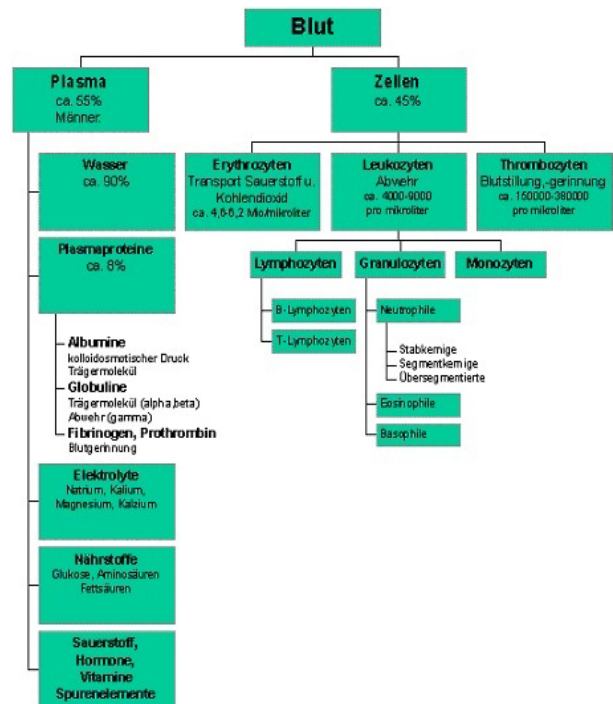 Blut
Plasma
ca. 55%
Männer.
Zellen
ca. 45%
Wasser
ca. 90%
Erythrozyten
Transport Sauerstoff u.
Kohlendioxid
ca. 4,6-6,2 Mio/mikroliter
Leukozyten
Abwehr
ca. 4000-9000
pro mikroliter
Thrombozyten
Blutstillung,-gerinnung
ca. 150000-380000
pro mikroliter
Plasmaproteine
ca. 8%
Lymphozyten
Granulozyten
Monozyten
B-Lymphozyten
T-Lymphozyten
Neutrophile
Stabkernige
Segmentkernige
Übersegmentierte
Eosinophile
Basophile
Albumine
kolloidosmotischer Druck
Trägermolekül
Globuline
Trägermolekül (alpha,beta)
Abwehr (gamma)
Fibrinogen, Prothrombin
Blutgerinnung
Elektrolyte
Natrium, Kalium,
Magnesium, Kalzium
Nährstoffe
Glukose, Aminosäuren
Fettsäuren
Sauerstoff,
Hormone,
Vitamine
Spurenelemente